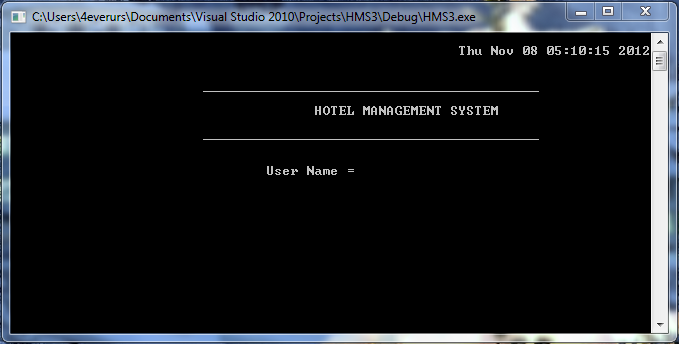 C:\Users\4everurs\Documents\Visual Studio 2010\Projects\HMS3\Debug\HMS3.exe
Thu Nov 08 05:10:15 2012
HOTEL MANAGEMENT SYSTEM
User Name =